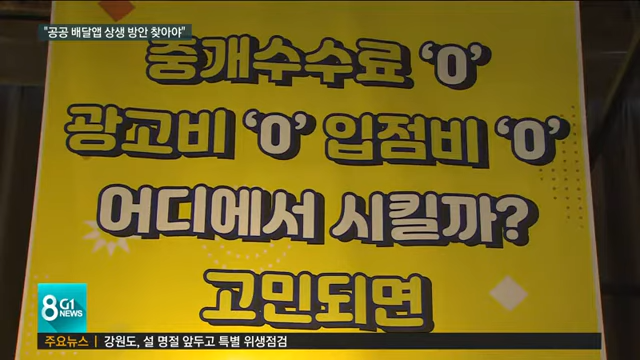 "공공 배달앱 상생 방안 찾아야"
중개수수료 '0'
광고비 '0' 입점비 '0'
어디에서 시킬까?
고민되면
8 G1 NEWS
주요뉴스 | 강원도, 설 명절 앞두고 특별 위생점검